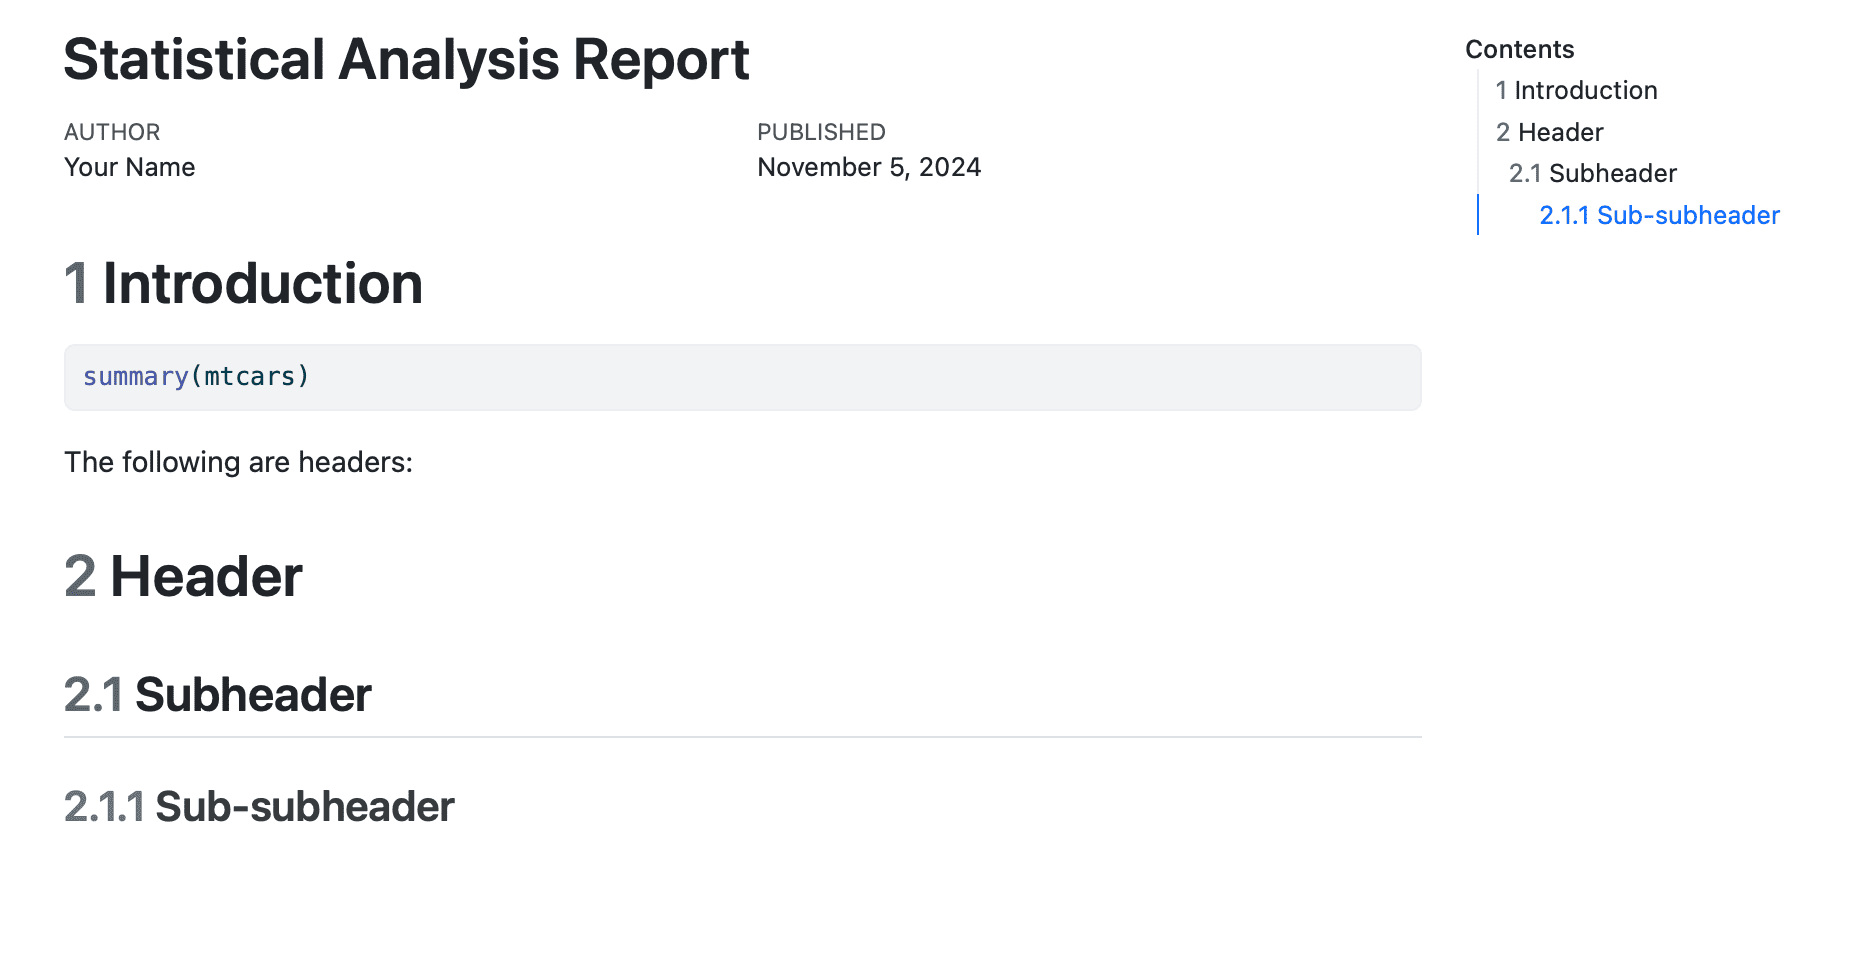 Statistical Analysis Report
AUTHOR
Your Name
PUBLISHED
November 5, 2024
1 Introduction
summary(mtcars)
The following are headers:
2 Header
2.1 Subheader
2.1.1 Sub-subheader
Contents
1 Introduction
2 Header
2.1 Subheader
2.1.1 Sub-subheader